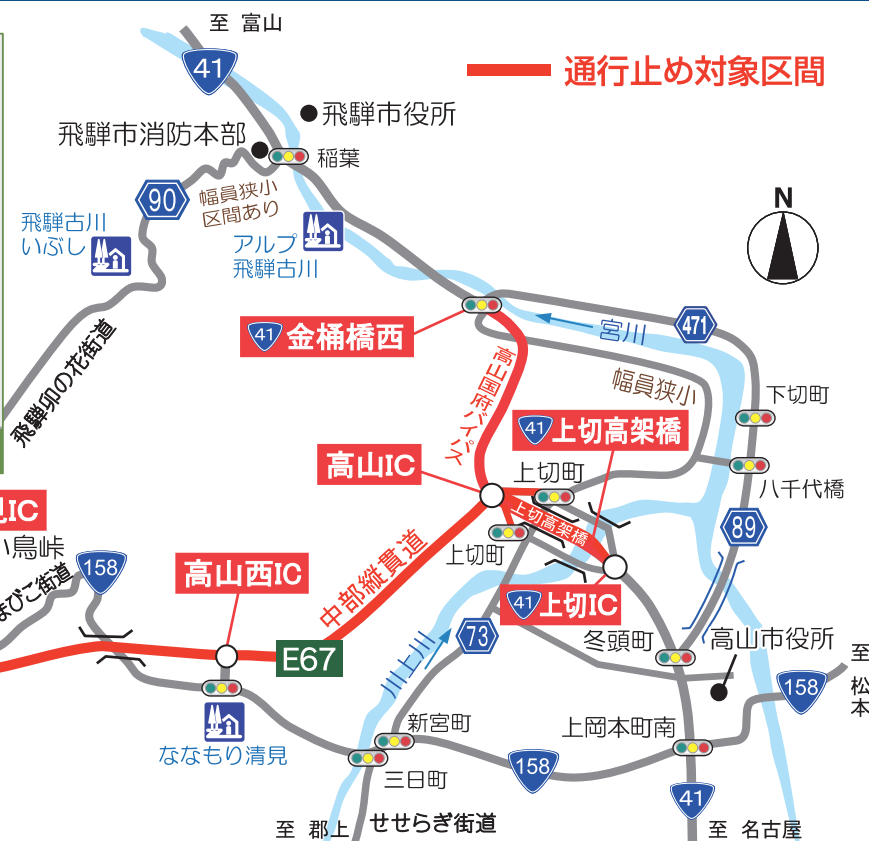 至 富山
41
通行止め対象区間
飛騨市役所
飛騨市消防本部
稲葉
90
幅員狭小
区間あり
飛騨古川
いぶし
アルプ
飛騨古川
N
飛騨卯の花街道
41 金桶橋西
宮川
471
高山国府バイパス
幅員狭小
下切町
41 上切高架橋
高山IC
上切町
八千代橋
上切高架橋
89
IC
小鳥峠
上切町
158
高山西IC
中部縦貫道
41 上切IC
まびこ街道
73
冬頭町
高山市役所
至
松本
E67
川上川
158
新宮町
上岡本町南
ななもり清見
158
三日町
41
至 郡上
せせらぎ街道
至 名古屋